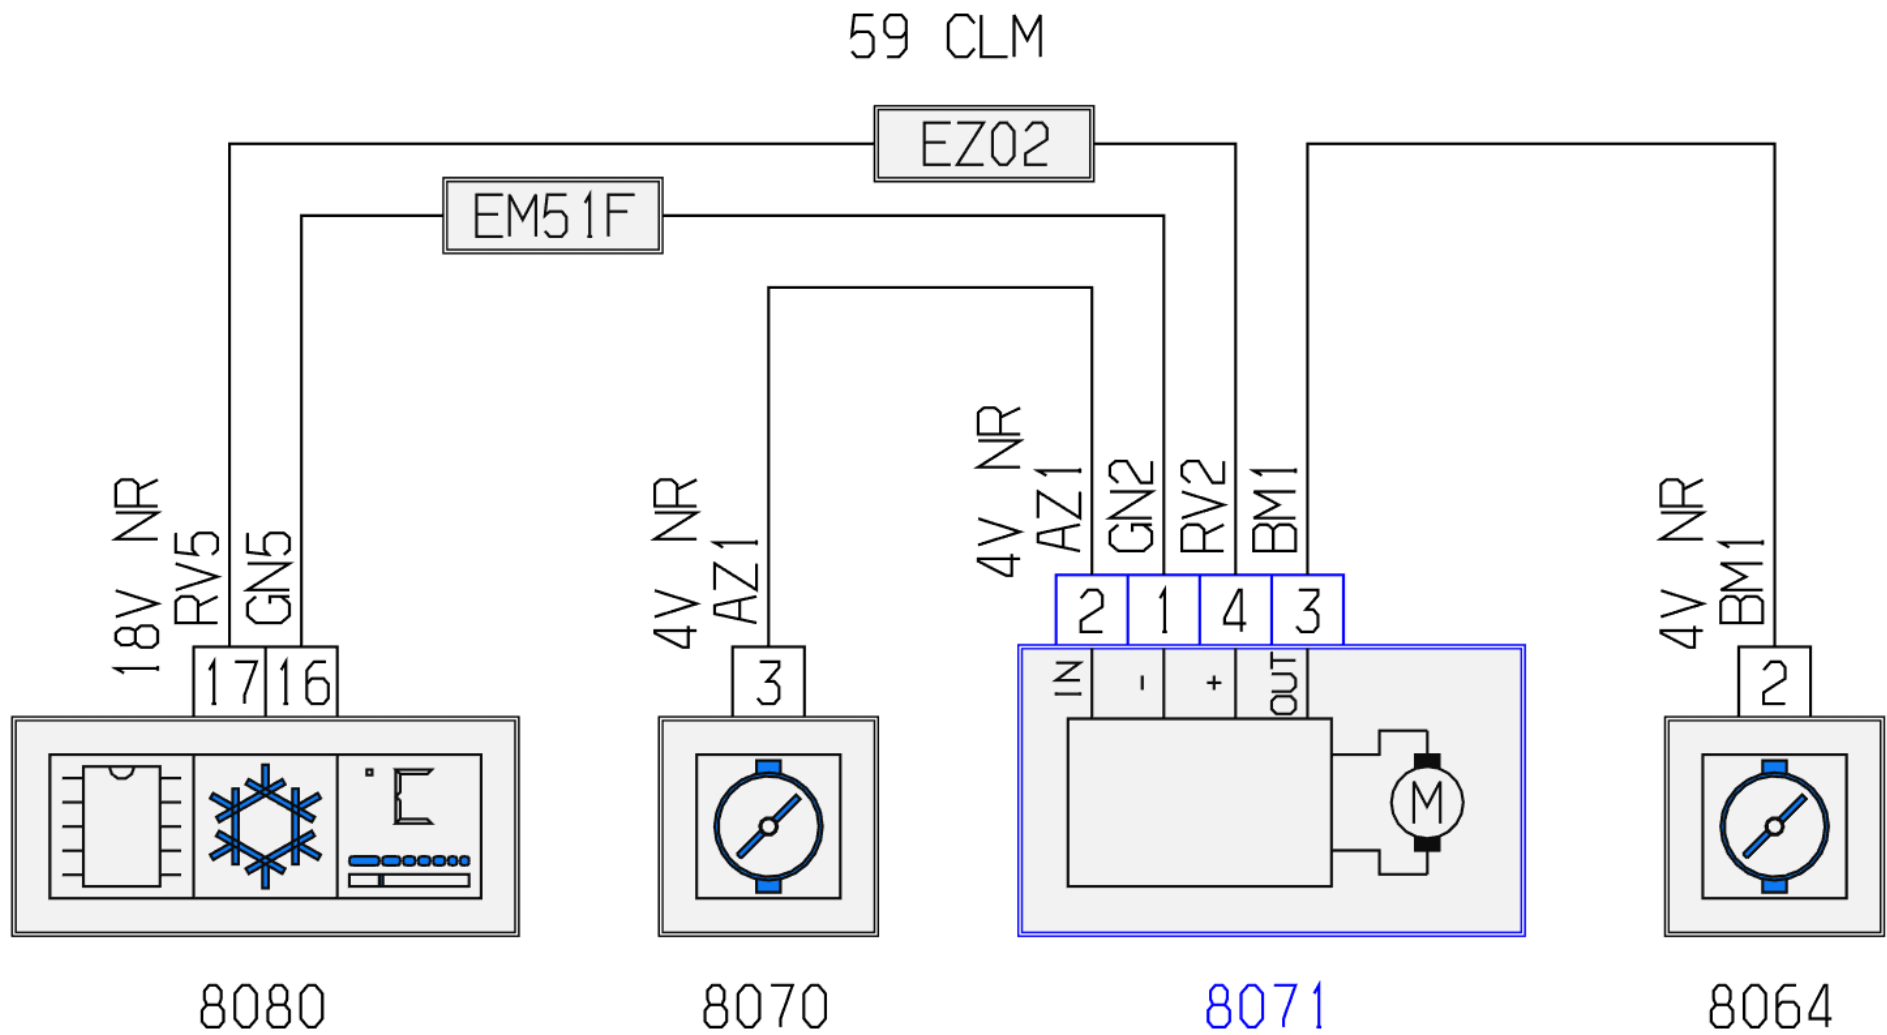 59 CLM
EZ02
EM51F
18V NR
RV5
GN5
17
16
4V NR
AZ1
3
4V NR
AZ1
GN2
RV2
BM1
2
1
4
3
IN
-
+
OUT
4V NR
BM1
2
°C
M
8080
8070
8071
8064